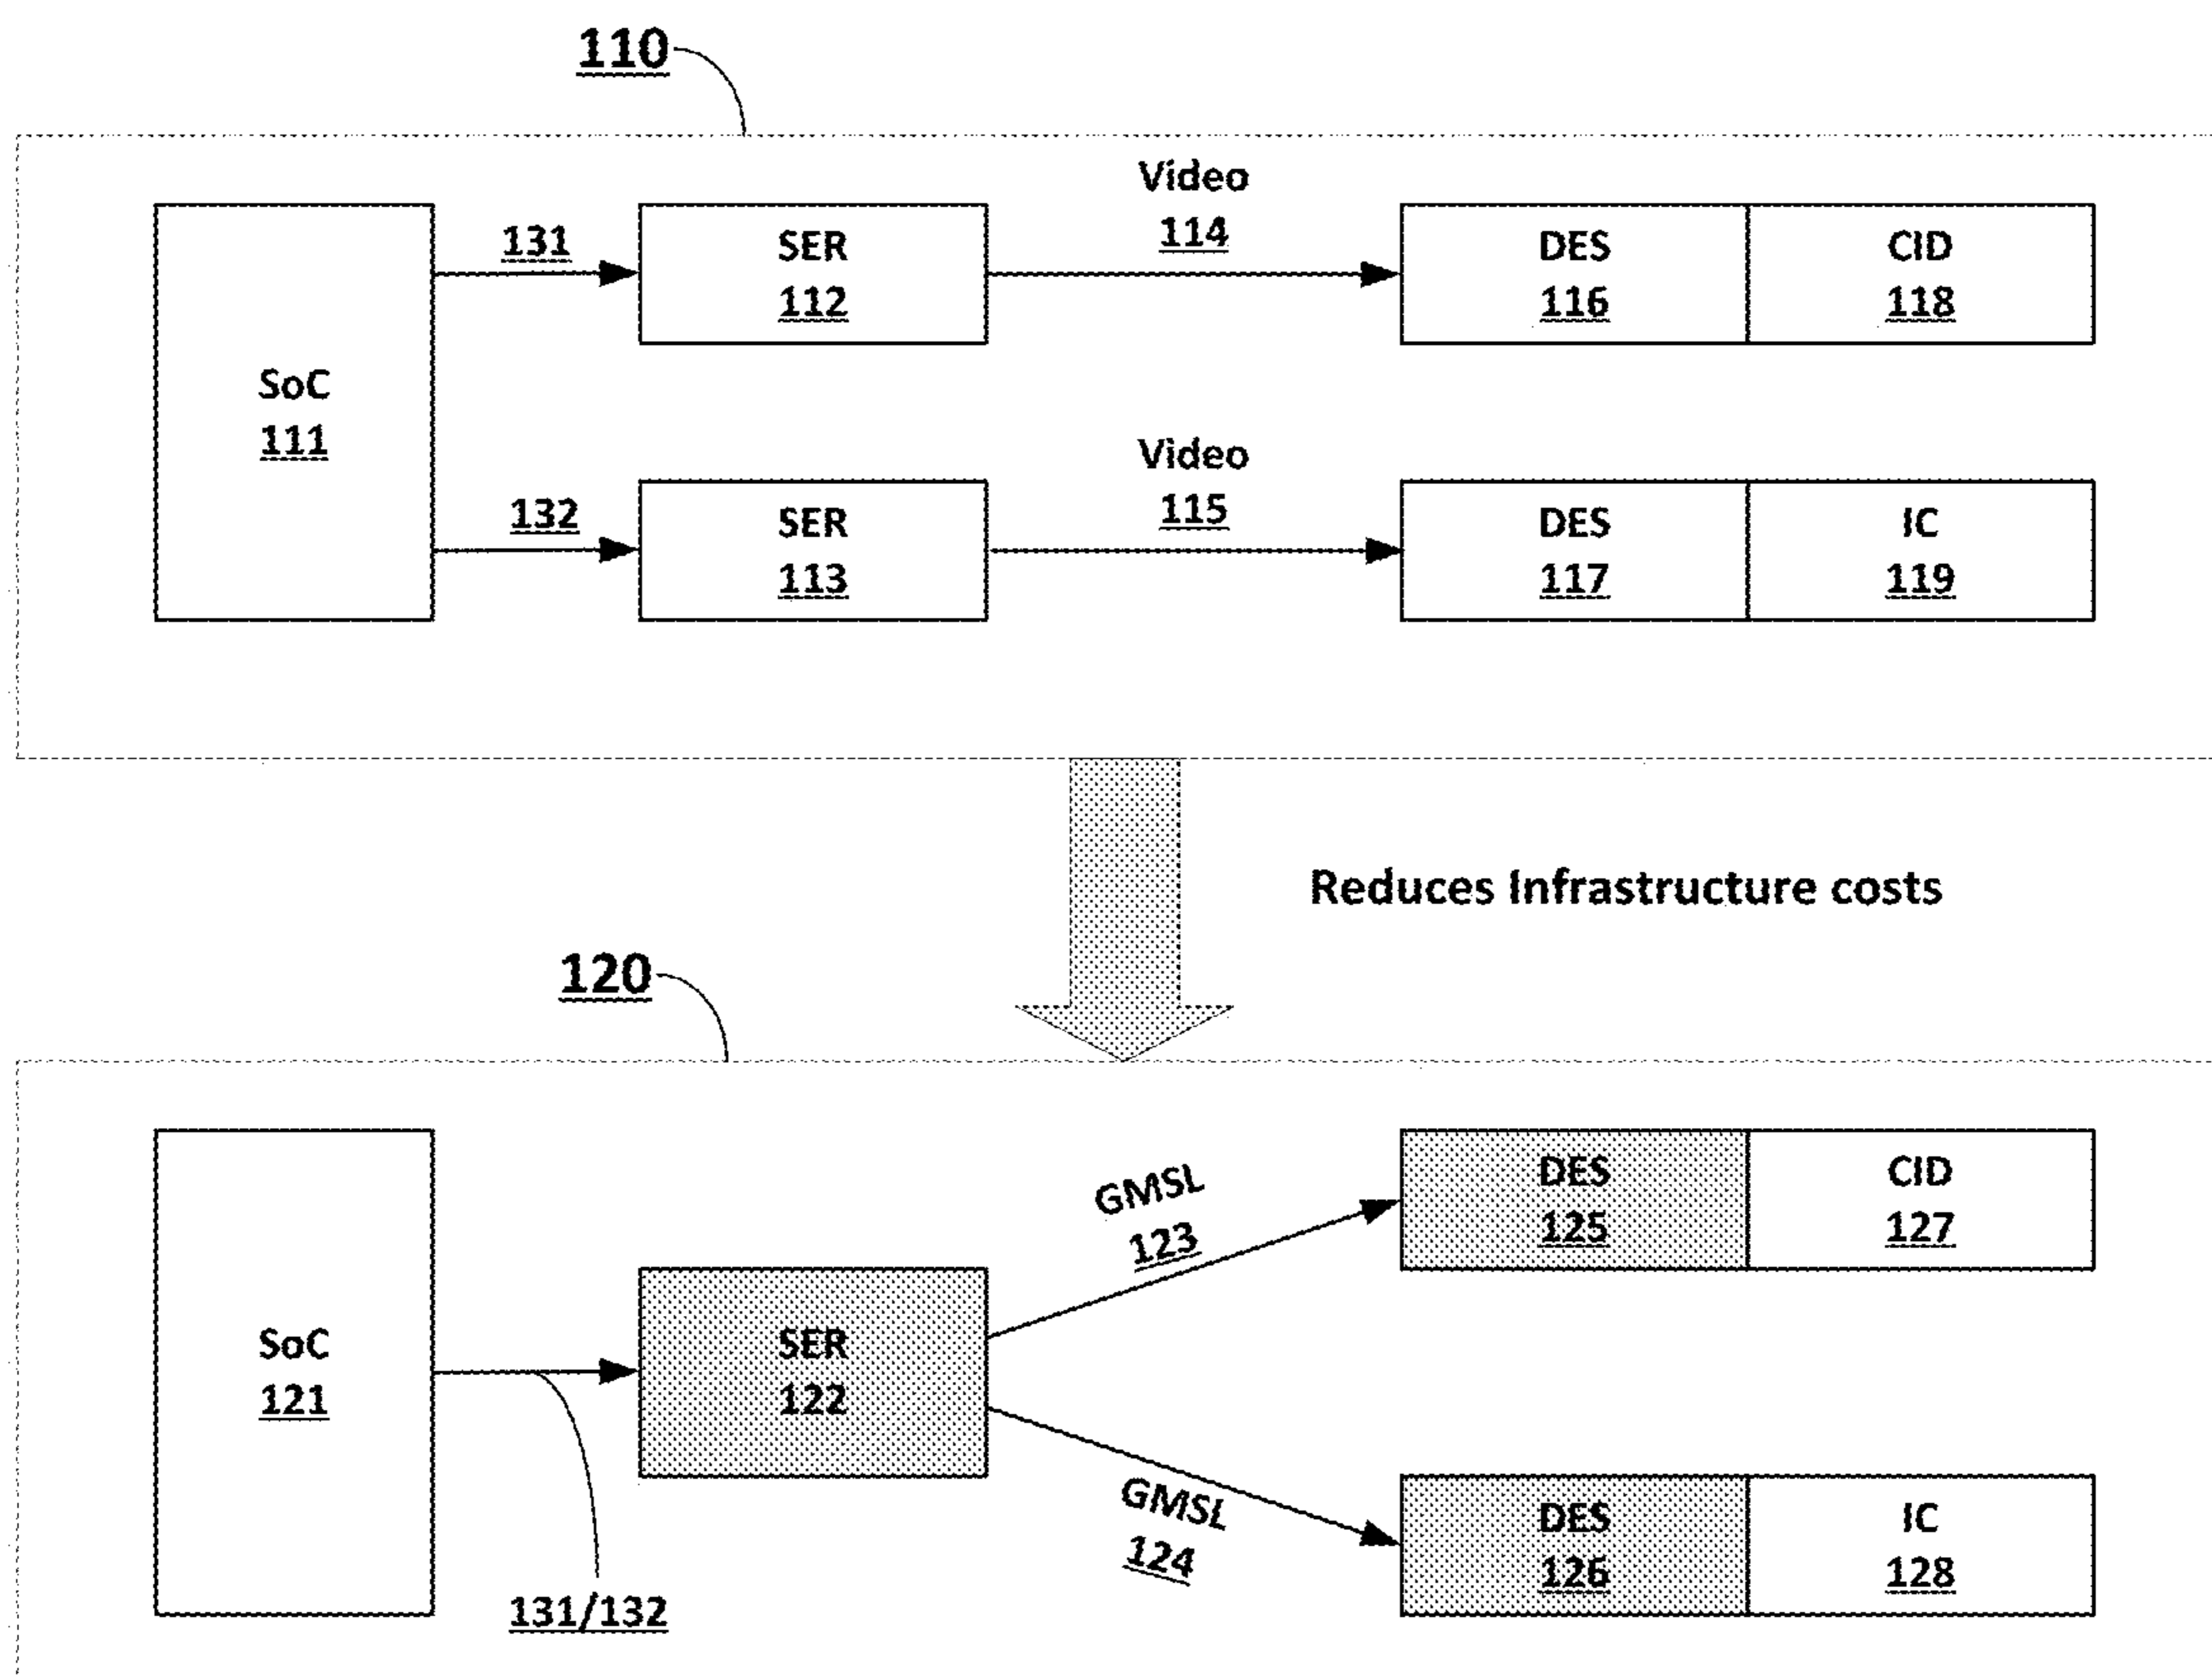 110
Video
114
131
SER
112
DES
116
CID
118
SoC
111
Video
115
132
SER
113
DES
117
IC
119
Reduces Infrastructure costs
120
SoC
121
131/132
SER
122
GMSL
123
DES
125
CID
127
GMSL
124
DES
126
IC
128